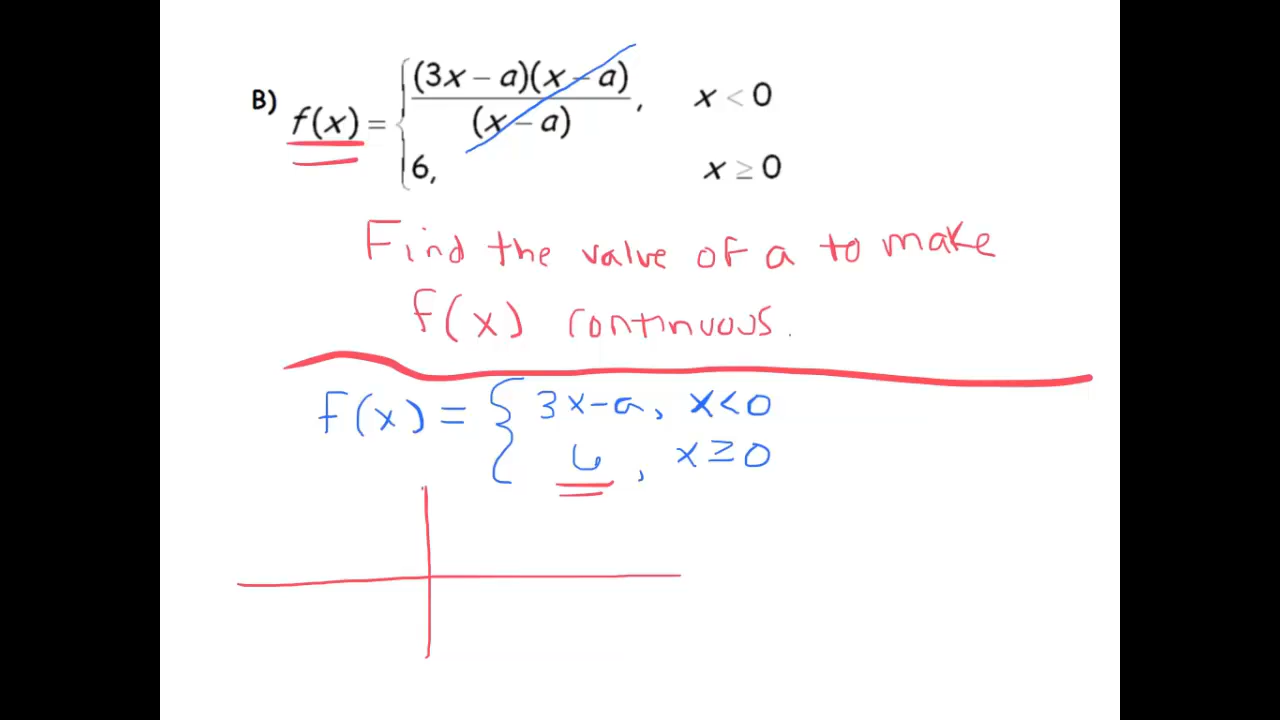 B) f(x) = { (3x – a)(x – a) / (x – a), x < 0
6, x ≥ 0
Find the value of a to make
f(x) continuous.
f(x) = { 3x-a, x<0
6, x≥0